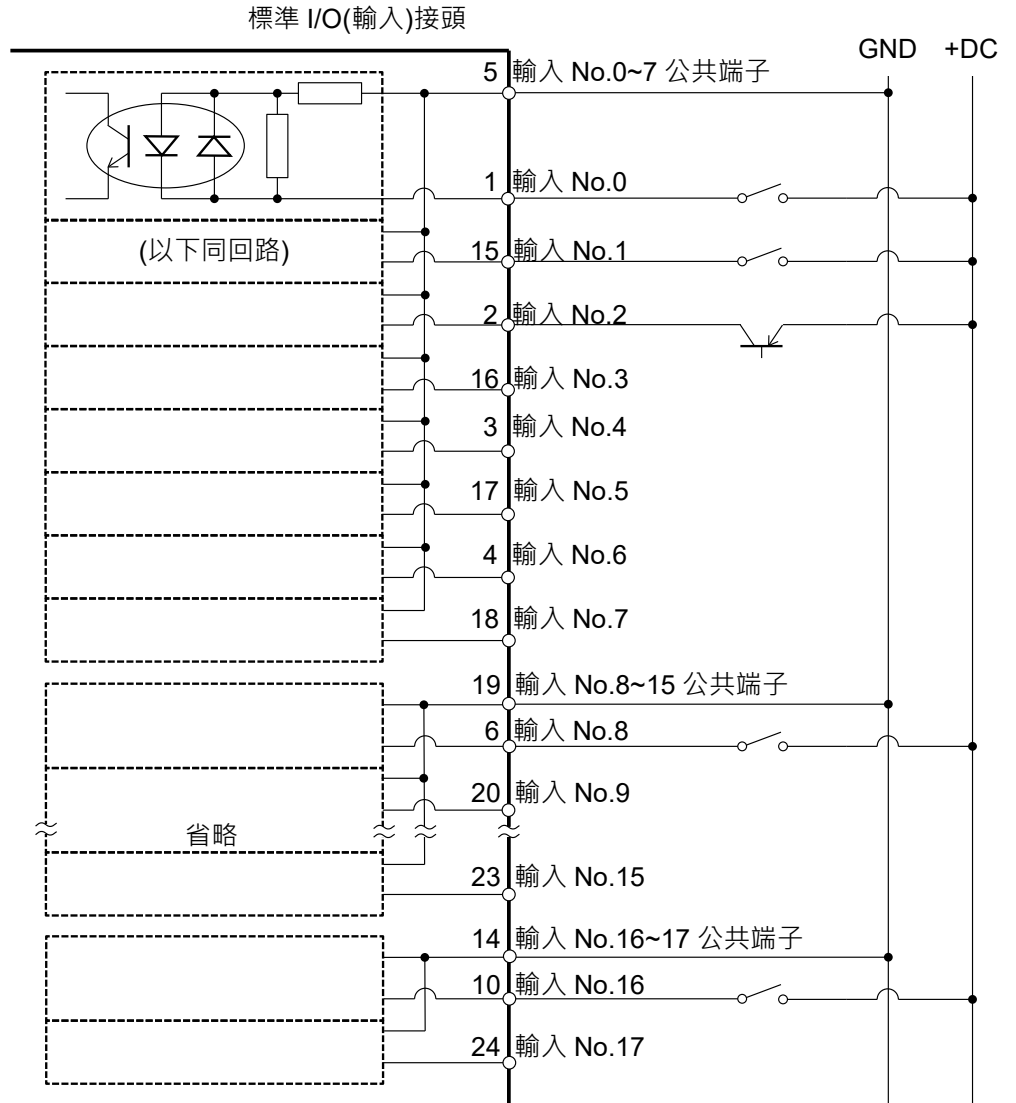 標準 I/O(輸入)接頭
GND +DC
5 輸入 No.0~7 公共端子
1 輸入 No.0
(以下同回路)
15 輸入 No.1
2 輸入 No.2
16 輸入 No.3
3 輸入 No.4
17 輸入 No.5
4 輸入 No.6
18 輸入 No.7
19 輸入 No.8~15 公共端子
6 輸入 No.8
20 輸入 No.9
省略
23 輸入 No.15
14 輸入 No.16~17 公共端子
10 輸入 No.16
24 輸入 No.17